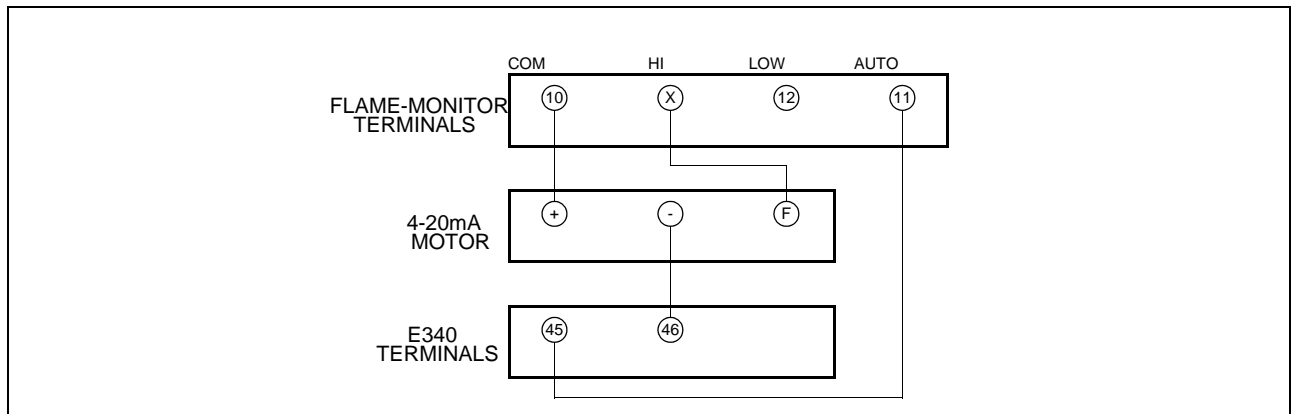 COM HI LOW AUTO
FLAME-MONITOR
TERMINALS
10 X 12 11
4-20mA
MOTOR
+ - F
E340
TERMINALS
45 46